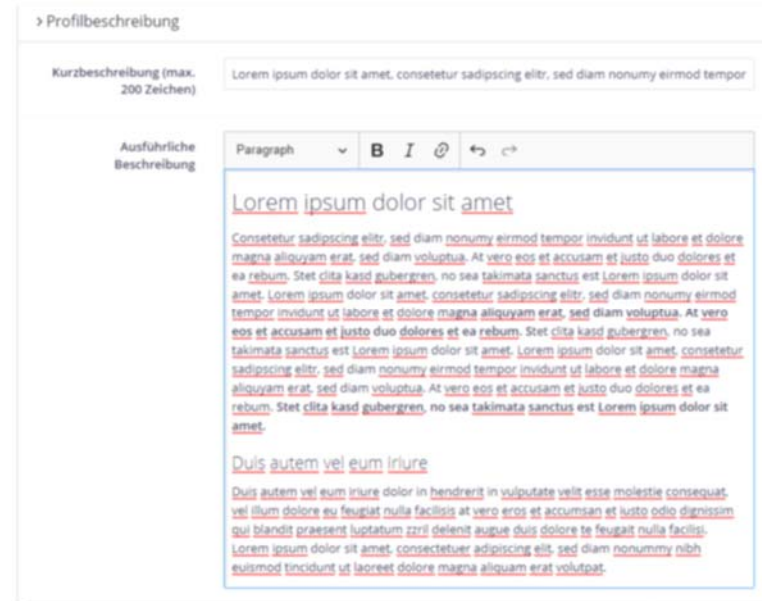 > Profilbeschreibung
Kurzbeschreibung (max.
200 Zeichen)
Lorem ipsum dolor sit amet, consetetur sadipscing elitr, sed diam nonumy eirmod tempor
Ausführliche
Beschreibung
Paragraph B I
Lorem ipsum dolor sit amet
Consetetur sadipscing elitr, sed diam nonumy eirmod tempor invidunt ut labore et dolore
magna aliquyam erat, sed diam voluptua. At vero eos et accusam et justo duo dolores et
ea rebum. Stet clita kasd gubergren, no sea takimata sanctus est Lorem ipsum dolor sit
amet. Lorem ipsum dolor sit amet, consetetur sadipscing elitr, sed diam nonumy eirmod
tempor invidunt ut labore et dolore magna aliquyam erat, sed diam voluptua. At vero
eos et accusam et justo duo dolores et ea rebum. Stet clita kasd gubergren, no sea
takimata sanctus est Lorem ipsum dolor sit amet. Lorem ipsum dolor sit amet, consetetur
sadipscing elitr, sed diam nonumy eirmod tempor invidunt ut labore et dolore magna
aliquyam erat, sed diam voluptua. At vero eos et accusam et justo duo dolores et ea
rebum. Stet clita kasd gubergren, no sea takimata sanctus est Lorem ipsum dolor sit
amet.
Duis autem vel eum iriure
Duis autem vel eum iriure dolor in hendrerit in vulputate velit esse molestie consequat,
vel illum dolore eu feugiat nulla facilisis at vero eros et accumsan et iusto odio dignissim
qui blandit praesent luptatum zzril delenit augue duis dolore te feugait nulla facilisi.
Lorem ipsum dolor sit amet, consectetuer adipiscing elit, sed diam nonummy nibh
euismod tincidunt ut laoreet dolore magna aliquam erat volutpat.